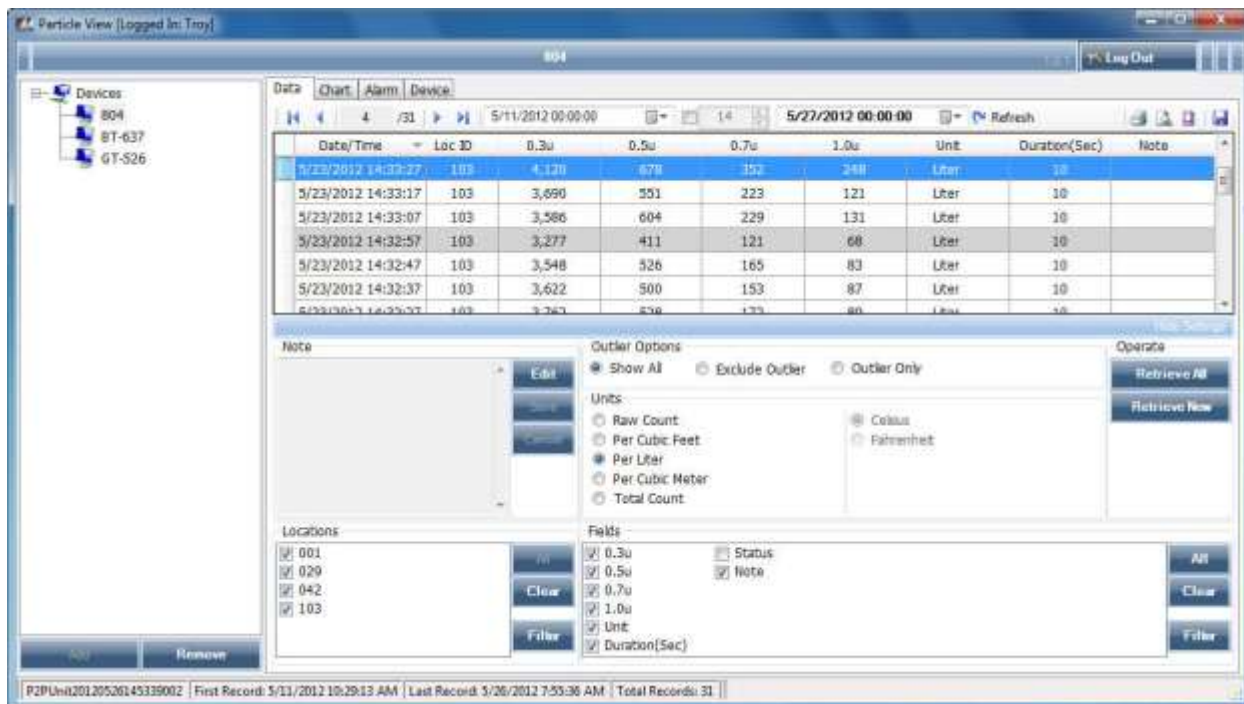 Particle View [Logged In: Troy]
804
Log Out
Devices
804
BT-637
GT-526
Data Chart Alarm Device
4 /31 5/11/2012 00:00:00 14 5/27/2012 00:00:00 Refresh
Date/Time Loc ID 0.3u 0.5u 0.7u 1.0u Unit Duration(Sec) Note
5/23/2012 14:33:27 103 4,120 678 352 248 Liter 10
5/23/2012 14:33:17 103 3,690 551 223 121 Liter 10
5/23/2012 14:33:07 103 3,586 604 229 131 Liter 10
5/23/2012 14:32:57 103 3,277 411 121 68 Liter 10
5/23/2012 14:32:47 103 3,548 526 165 83 Liter 10
5/23/2012 14:32:37 103 3,622 500 153 87 Liter 10
Note
Edit
Save
Cancel
Outlier Options
Show All Exclude Outlier Outlier Only
Units
Raw Count
Per Cubic Feet
Per Liter
Per Cubic Meter
Total Count
Celsius
Fahrenheit
Operate
Retrieve All
Retrieve New
Locations
001
029
042
103
All
Clear
Filter
Fields
0.3u Status
0.5u Note
0.7u
1.0u
Unit
Duration(Sec)
All
Clear
Filter
Add Remove
P2PUnit20120526145339002 First Record: 5/11/2012 10:29:13 AM Last Record: 5/26/2012 7:55:36 AM Total Records: 31